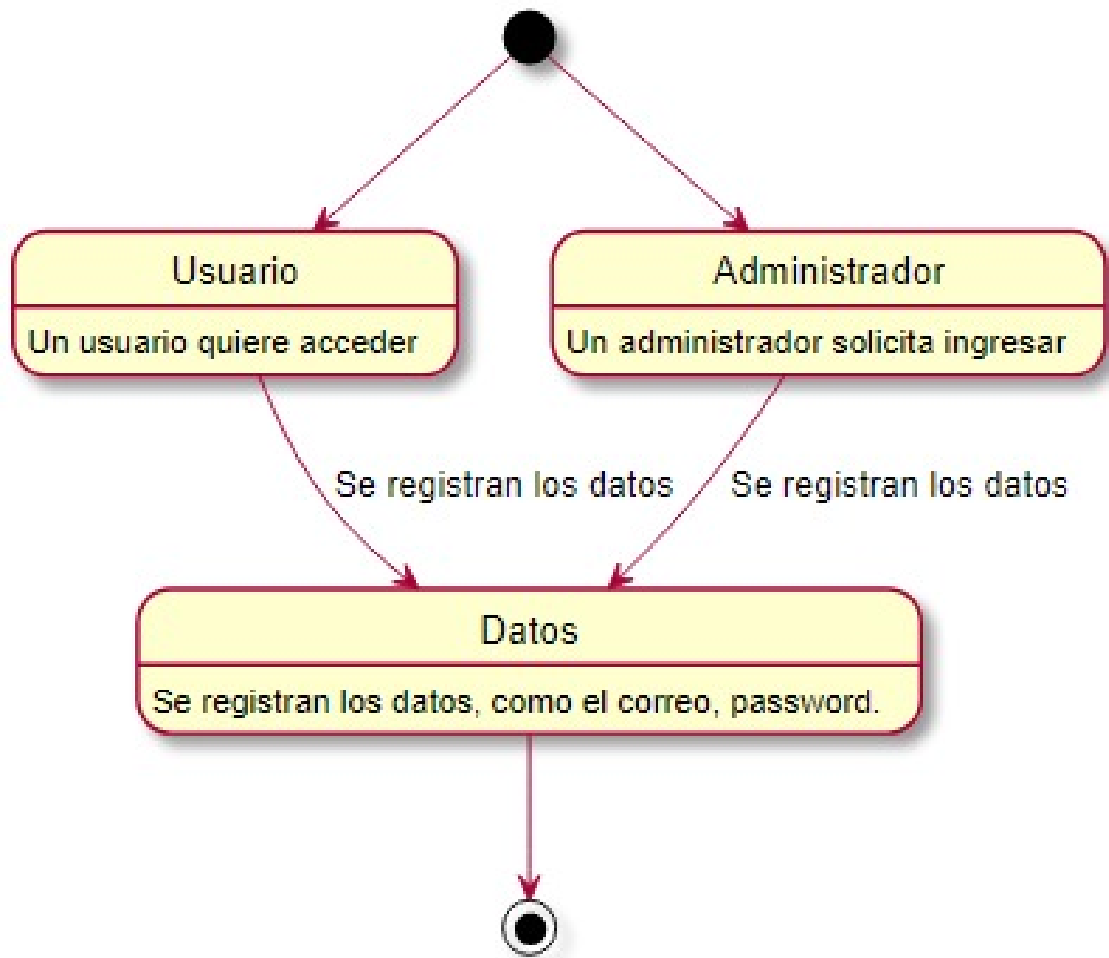 Usuario
Un usuario quiere acceder
Administrador
Un administrador solicita ingresar
Se registran los datos
Se registran los datos
Datos
Se registran los datos, como el correo, password.